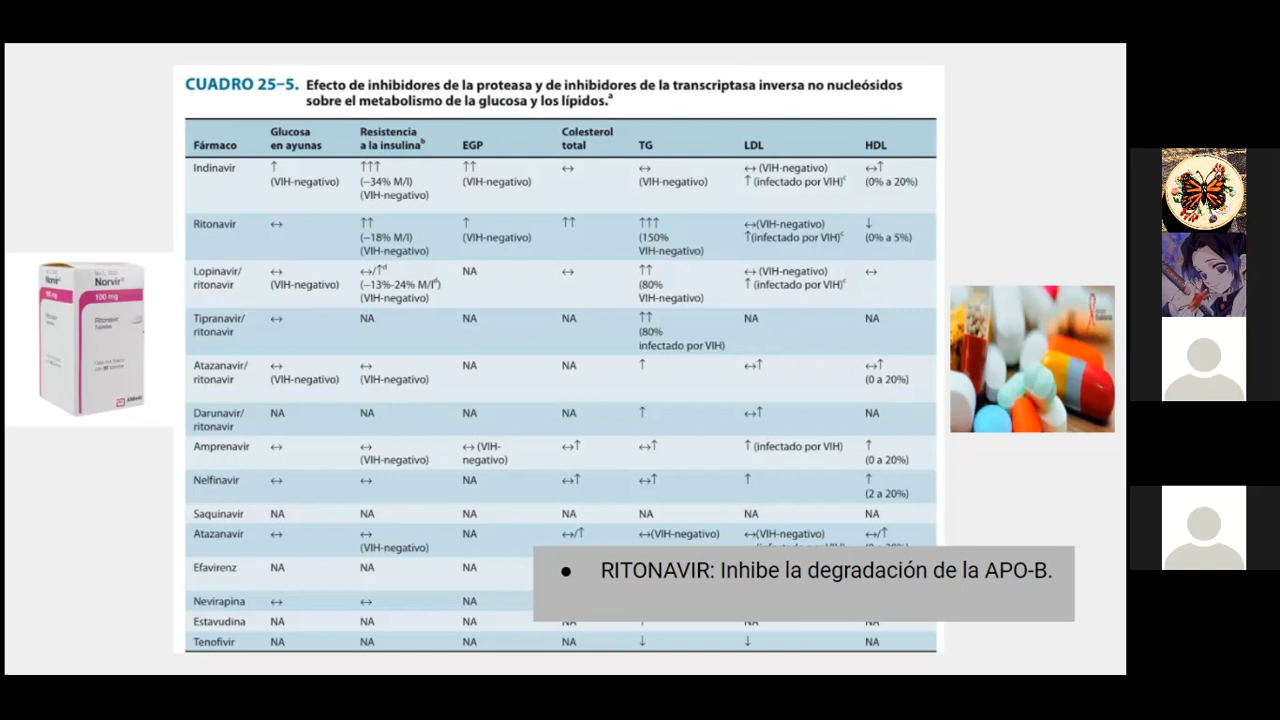 CUADRO 25–5. Efecto de inhibidores de la proteasa y de inhibidores de la transcriptasa inversa no nucleósidos
sobre el metabolismo de la glucosa y los lípidos.a
Fármaco Glucosa en ayunas Resistencia a la insulinab EGP Colesterol total TG LDL HDL
Indinavir ↑ (VIH-negativo) ↑↑↑ (−34% M/I) (VIH-negativo) ↑↑ (VIH-negativo) ↔ ↔ (VIH-negativo) ↔ (VIH-negativo) ↑ (infectado por VIH)c ↔↑ (0% a 20%)
Ritonavir ↔ ↑↑ (−18% M/I) (VIH-negativo) ↑ (VIH-negativo) ↑↑ ↑↑↑ (150% VIH-negativo) ↔(VIH-negativo) ↑(infectado por VIH)c ↓ (0% a 5%)
Lopinavir/ ritonavir ↔ (VIH-negativo) ↔/↑d (−13%-24% M/Id) (VIH-negativo) NA ↔ ↑↑ (80% VIH-negativo) ↔ (VIH-negativo) ↑ (infectado por VIH)c ↔
Tipranavir/ ritonavir ↔ NA NA NA ↑↑ (80% infectado por VIH) NA NA
Atazanavir/ ritonavir ↔ (VIH-negativo) ↔ (VIH-negativo) NA NA ↑ ↔↑ ↔↑ (0 a 20%)
Darunavir/ ritonavir NA NA NA NA ↑ ↔↑ NA
Amprenavir ↔ ↔ (VIH-negativo) ↔ (VIH-negativo) ↔↑ ↔↑ ↑ (infectado por VIH) ↑ (0 a 20%)
Nelfinavir ↔ ↔ NA ↔↑ ↔↑ ↑ ↑ (2 a 20%)
Saquinavir NA NA NA NA NA NA NA
Atazanavir ↔ ↔ (VIH-negativo) NA ↔/↑ ↔(VIH-negativo) ↔(VIH-negativo) ↔/↑
Efavirenz NA NA NA
Nevirapina ↔ ↔ NA
Estavudina NA NA NA NA
Tenofivir NA NA NA NA ↓ ↓ NA
● RITONAVIR: Inhibe la degradación de la APO-B.
Norvir
100 mg
Norvir
100 mg
Ritonavir
Tabletas